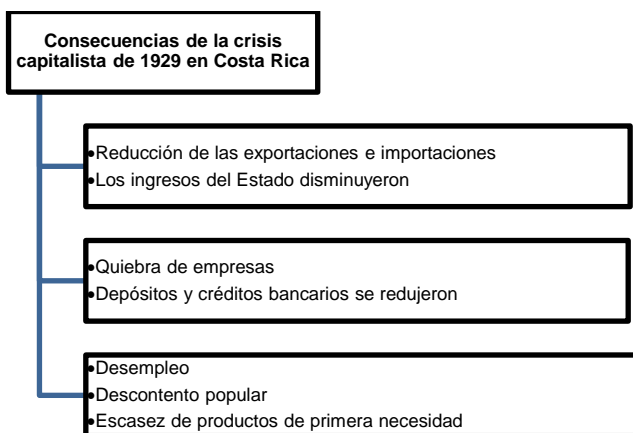 Consecuencias de la crisis
capitalista de 1929 en Costa Rica
•Reducción de las exportaciones e importaciones
•Los ingresos del Estado disminuyeron
•Quiebra de empresas
•Depósitos y créditos bancarios se redujeron
•Desempleo
•Descontento popular
•Escasez de productos de primera necesidad